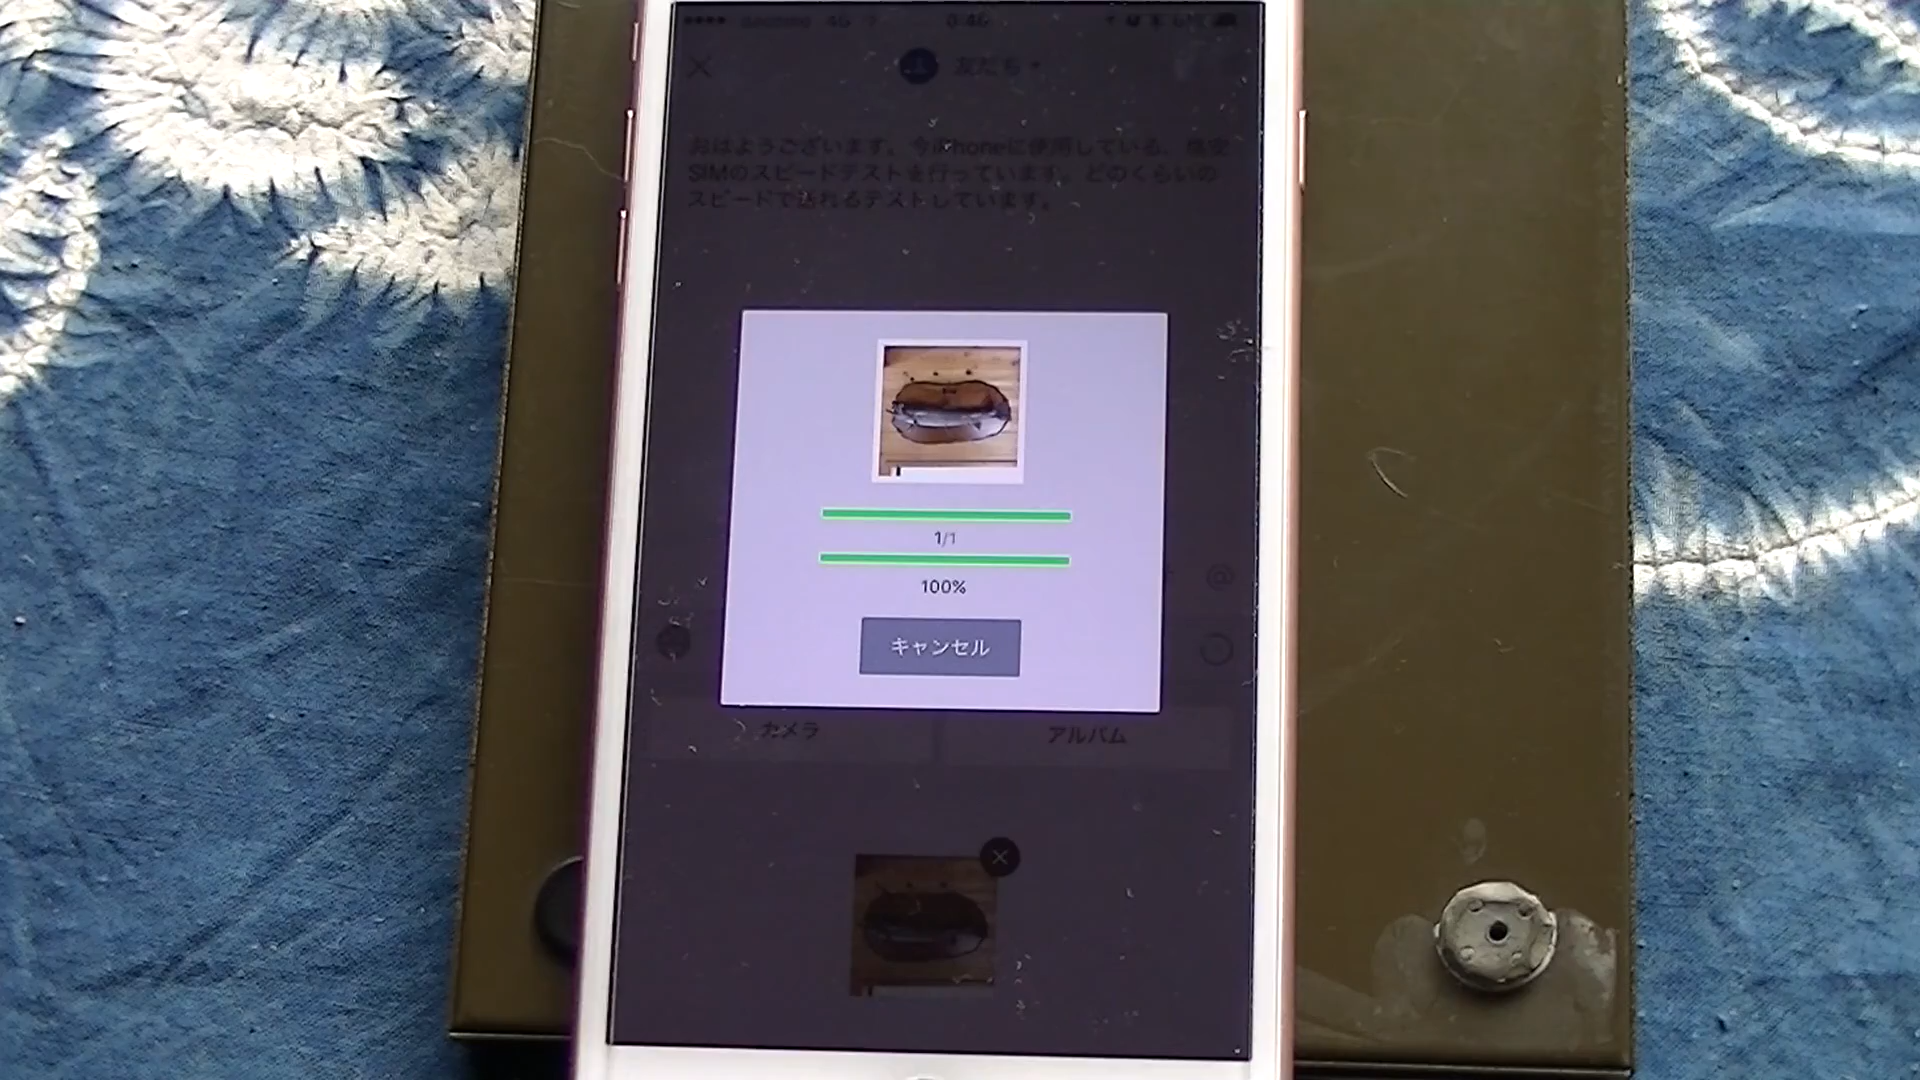 docomo 4G
友だち
おはようございます。今iPhoneに使用している、格安
SIMのスピードテストを行っています。どのくらいの
スピードで送れるテストしています。
1/1
100%
キャンセル
カメラ
アルバム